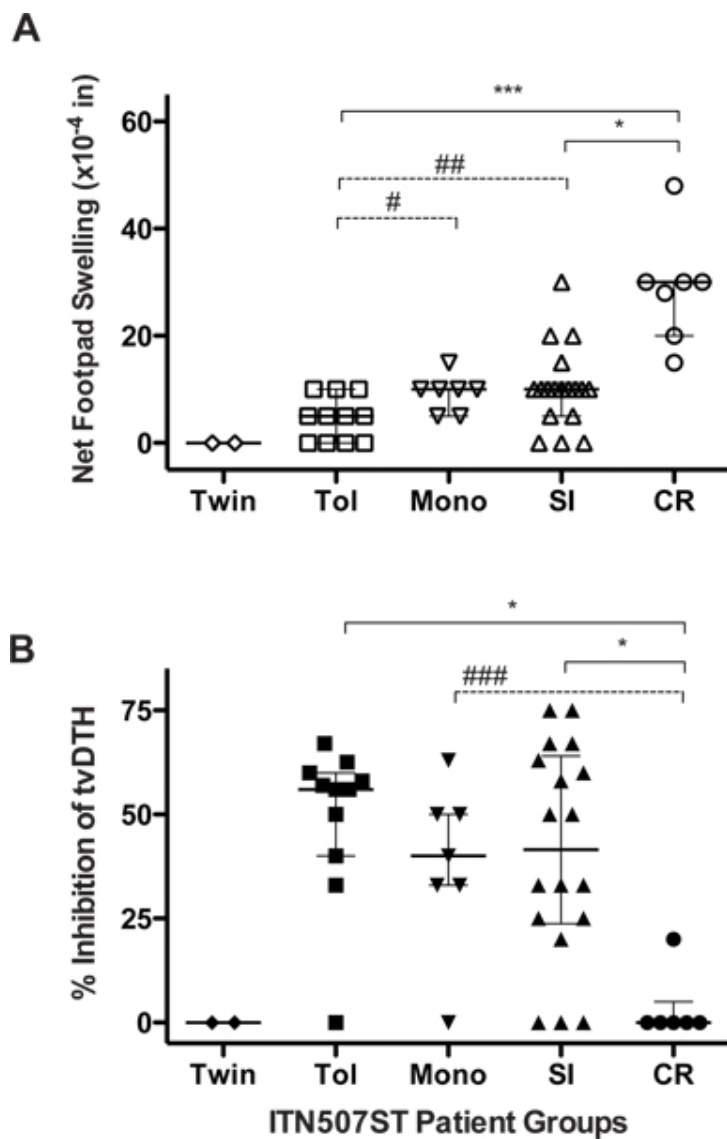 A
Net Footpad Swelling (x10⁻⁴ in)
60
40
20
0
***
*
##
#
Twin Tol Mono SI CR
B
% Inhibition of tvDTH
75
50
25
0
*
*
###
Twin Tol Mono SI CR
ITN507ST Patient Groups